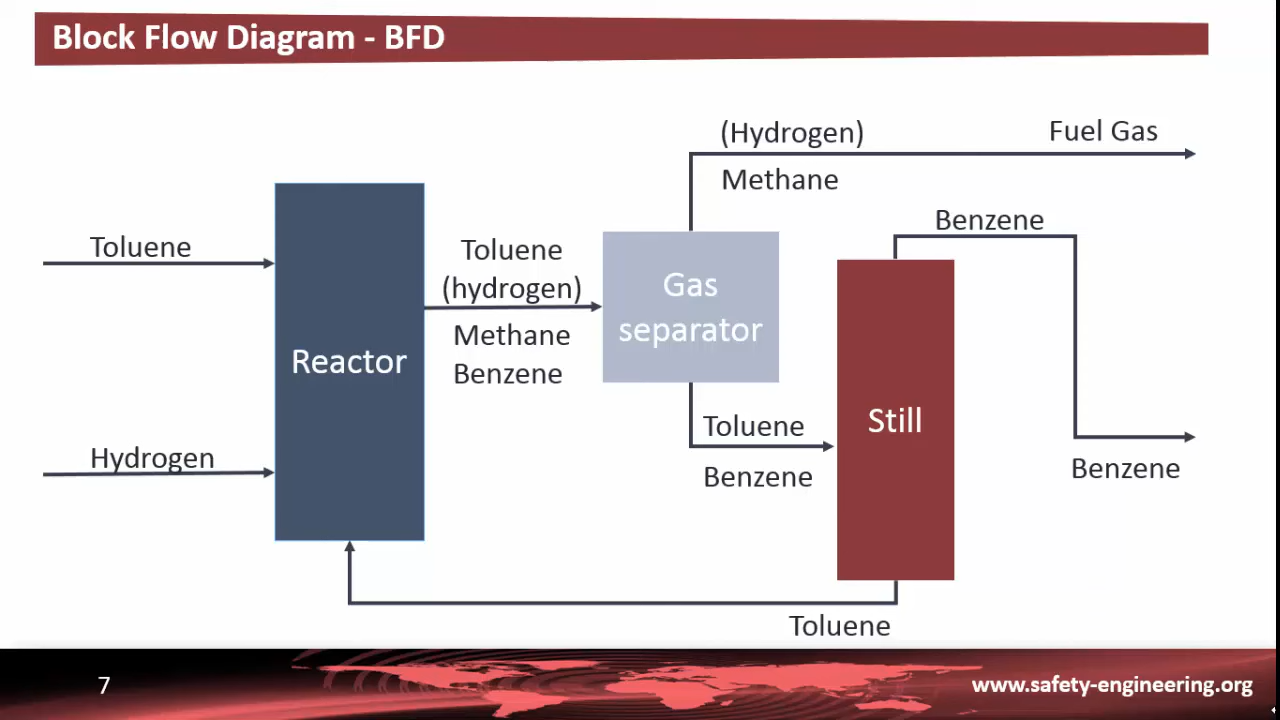 Block Flow Diagram - BFD
(Hydrogen)
Fuel Gas
Methane
Benzene
Toluene
Toluene
(hydrogen)
Methane
Benzene
Gas
separator
Reactor
Toluene
Benzene
Still
Hydrogen
Benzene
Toluene
7
www.safety-engineering.org